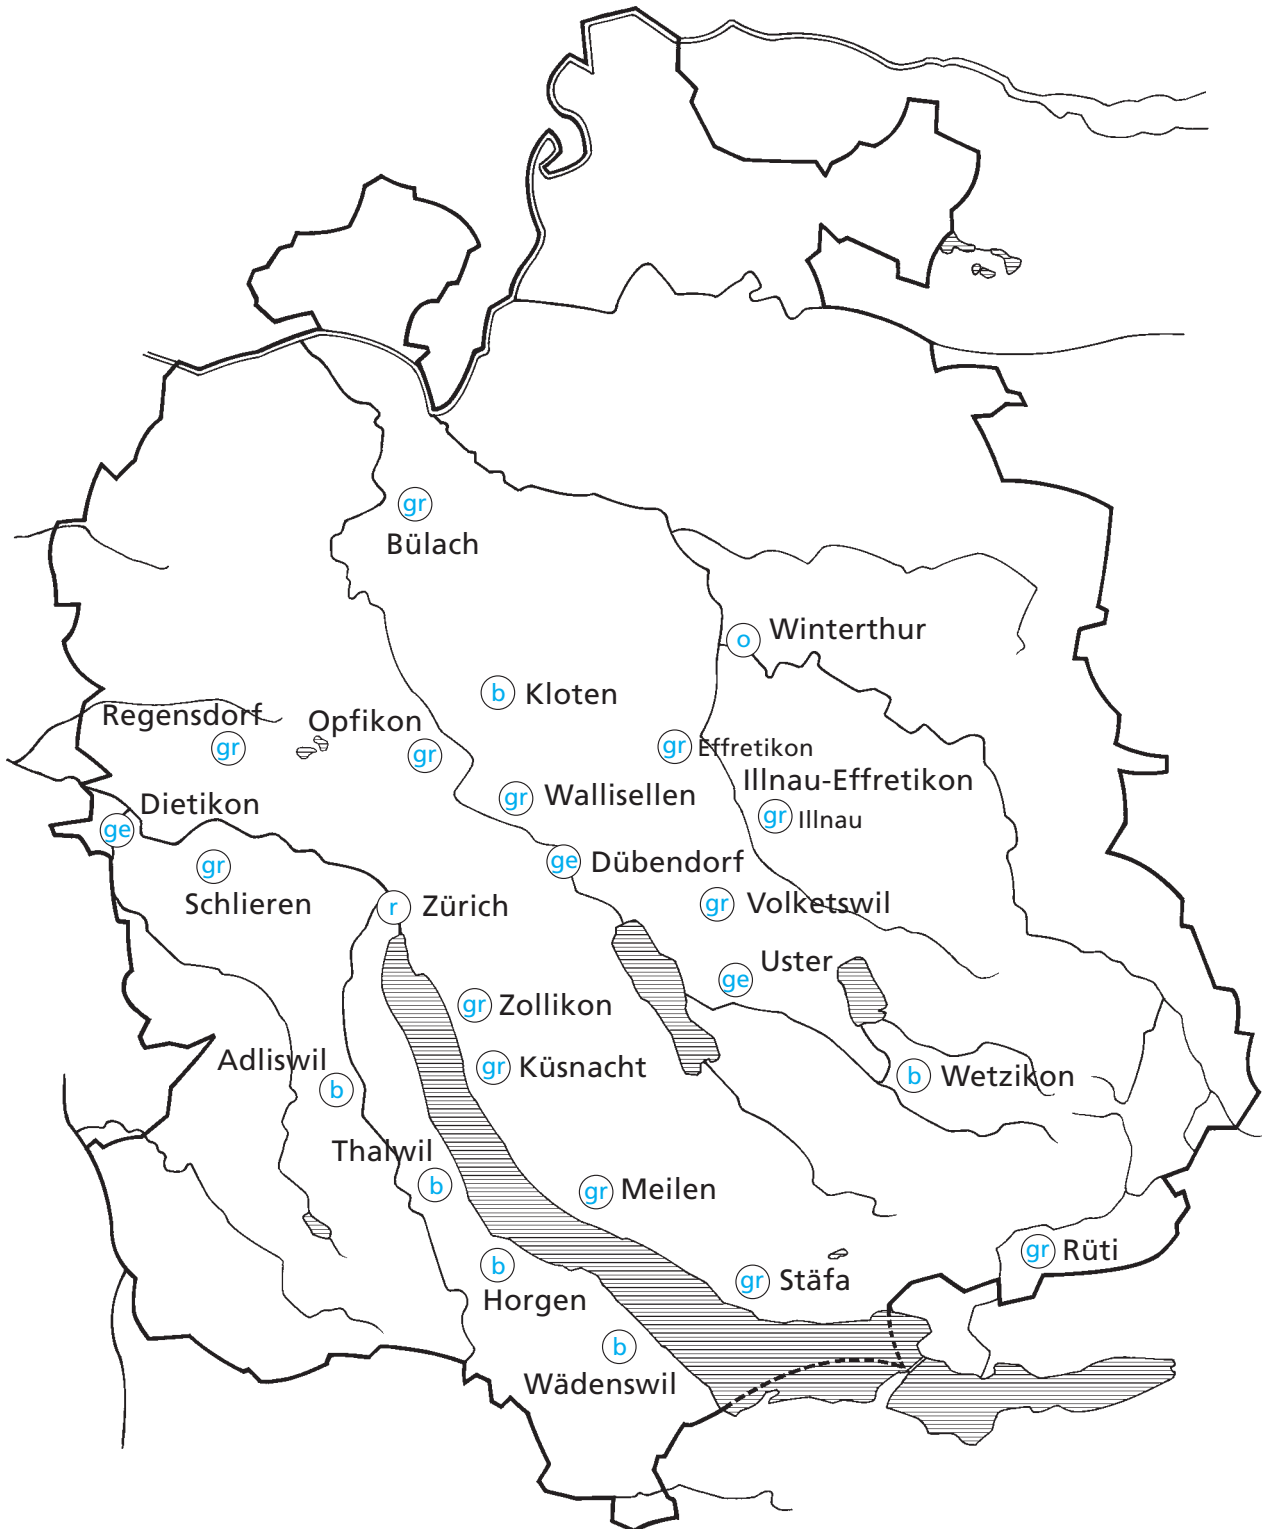 gr
Bülach
o Winterthur
b Kloten
Regensdorf
gr
Opfikon
gr
gr Effretikon
Illnau-Effretikon
gr Illnau
gr Wallisellen
Dietikon
ge
gr
Schlieren
ge Dübendorf
gr Volketswil
r Zürich
Uster
ge
gr Zollikon
Adliswil
b
gr Küsnacht
b Wetzikon
Thalwil
b
gr Meilen
gr Rüti
b
Horgen
gr Stäfa
b
Wädenswil